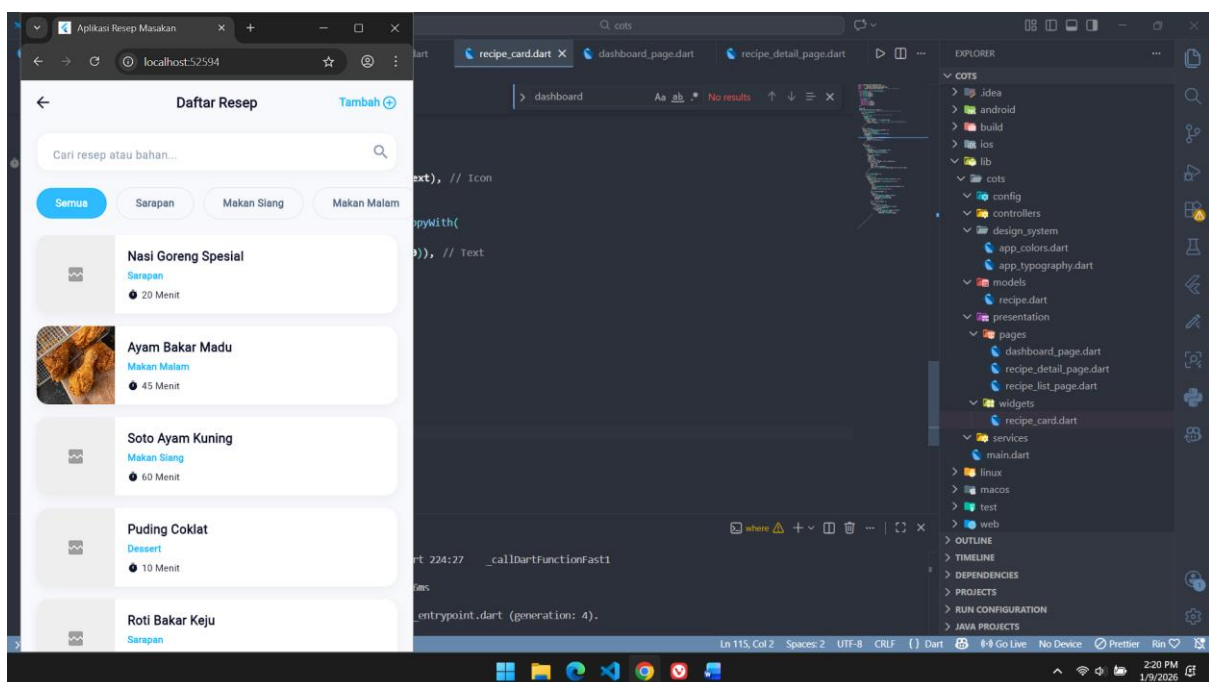 Aplikasi Resep Masakan
localhost:52594
Daftar Resep
Tambah
Cari resep atau bahan...
Semua
Sarapan
Makan Siang
Makan Malam
Nasi Goreng Spesial
Sarapan
20 Menit
Ayam Bakar Madu
Makan Malam
45 Menit
Soto Ayam Kuning
Makan Siang
60 Menit
Puding Coklat
Dessert
10 Menit
Roti Bakar Keju
Sarapan
cots
lart
recipe_card.dart
dashboard_page.dart
recipe_detail_page.dart
dashboard
Aa ab .* No results
ext), // Icon
opyWith(
)), // Text
where
rt 224:27 _callDartFunctionFast1
6ms
_entrypoint.dart (generation: 4).
EXPLORER
COTS
.idea
android
build
ios
lib
cots
config
controllers
design_system
app_colors.dart
app_typography.dart
models
recipe.dart
presentation
pages
dashboard_page.dart
recipe_detail_page.dart
recipe_list_page.dart
widgets
recipe_card.dart
services
main.dart
linux
macos
test
web
OUTLINE
TIMELINE
DEPENDENCIES
PROJECTS
RUN CONFIGURATION
JAVA PROJECTS
Ln 115, Col 2 Spaces: 2 UTF-8 CRLF { } Dart Go Live No Device Prettier Rin
2:20 PM
1/9/2026